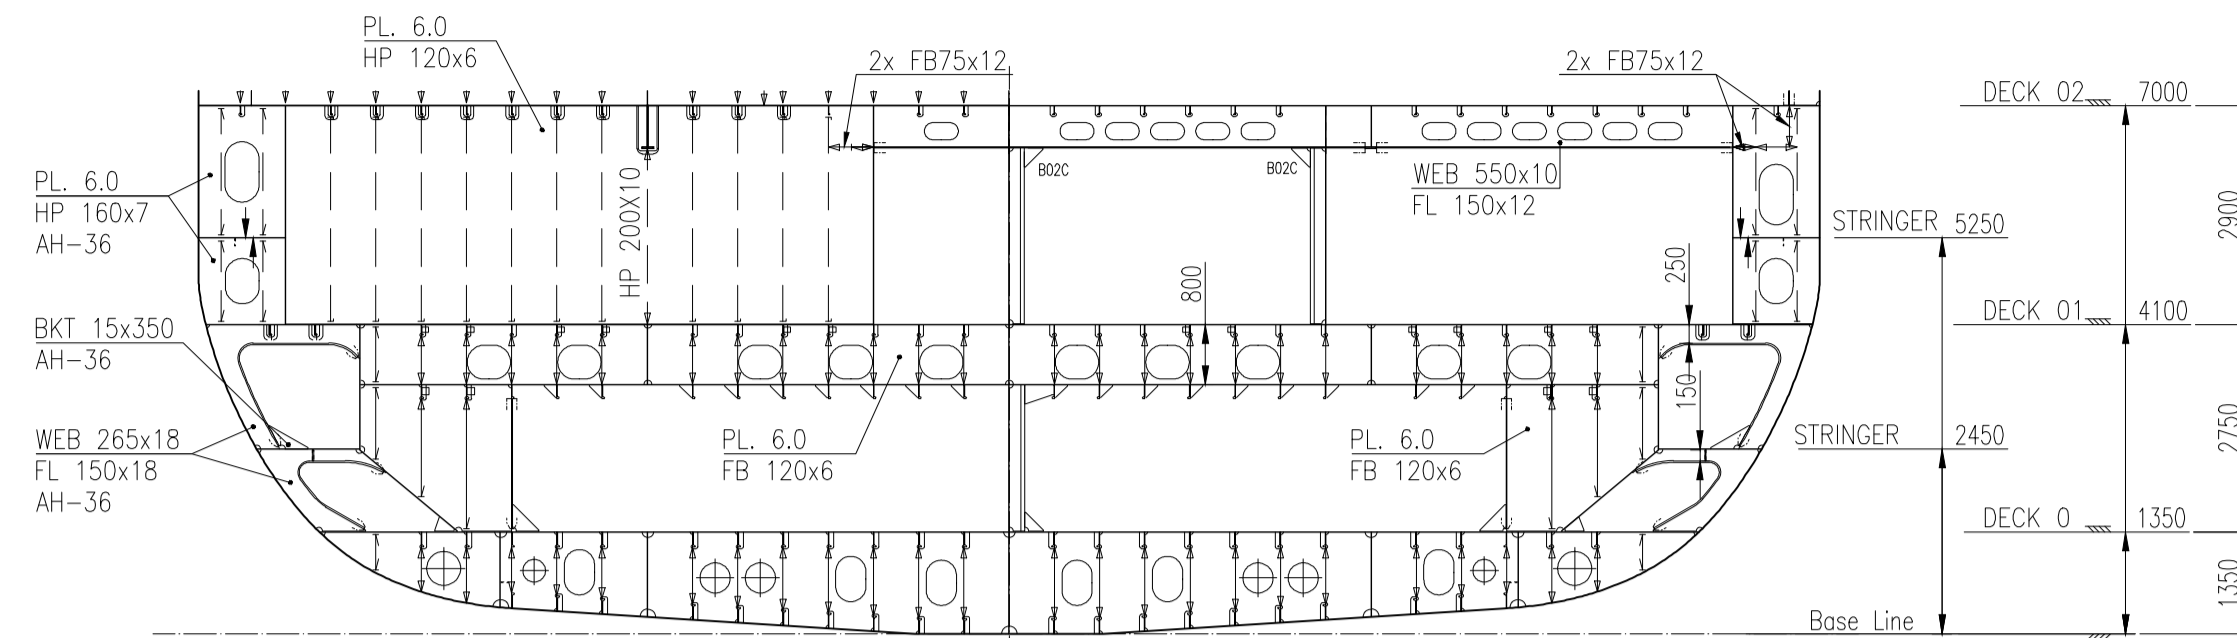 PL. 6.0
HP 120x6
2x FB75x12
2x FB75x12
DECK 02 7000
PL. 6.0
HP 160x7
AH-36
HP 200X10
B02C
B02C
WEB 550x10
FL 150x12
STRINGER 5250
2900
800
250
DECK 01 4100
BKT 15x350
AH-36
150
WEB 265x18
FL 150x18
AH-36
PL. 6.0
FB 120x6
PL. 6.0
FB 120x6
STRINGER 2450
2750
DECK 0 1350
1350
Base Line